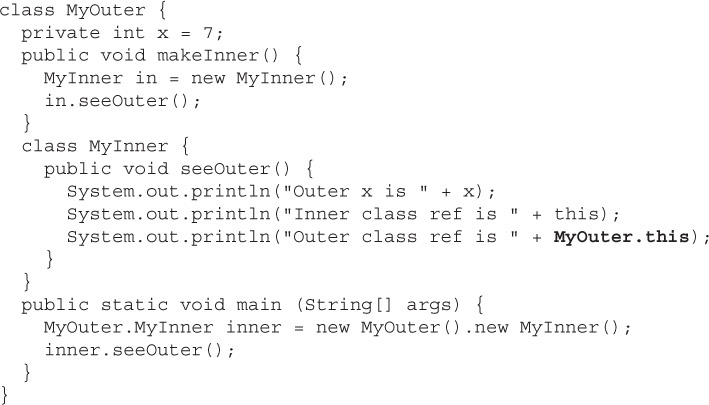 class MyOuter {
  private int x = 7;
  public void makeInner() {
    MyInner in = new MyInner();
    in.seeOuter();
  }
  class MyInner {
    public void seeOuter() {
      System.out.println("Outer x is " + x);
      System.out.println("Inner class ref is " + this);
      System.out.println("Outer class ref is " + MyOuter.this);
    }
  }
  public static void main (String[] args) {
    MyOuter.MyInner inner = new MyOuter().new MyInner();
    inner.seeOuter();
  }
}